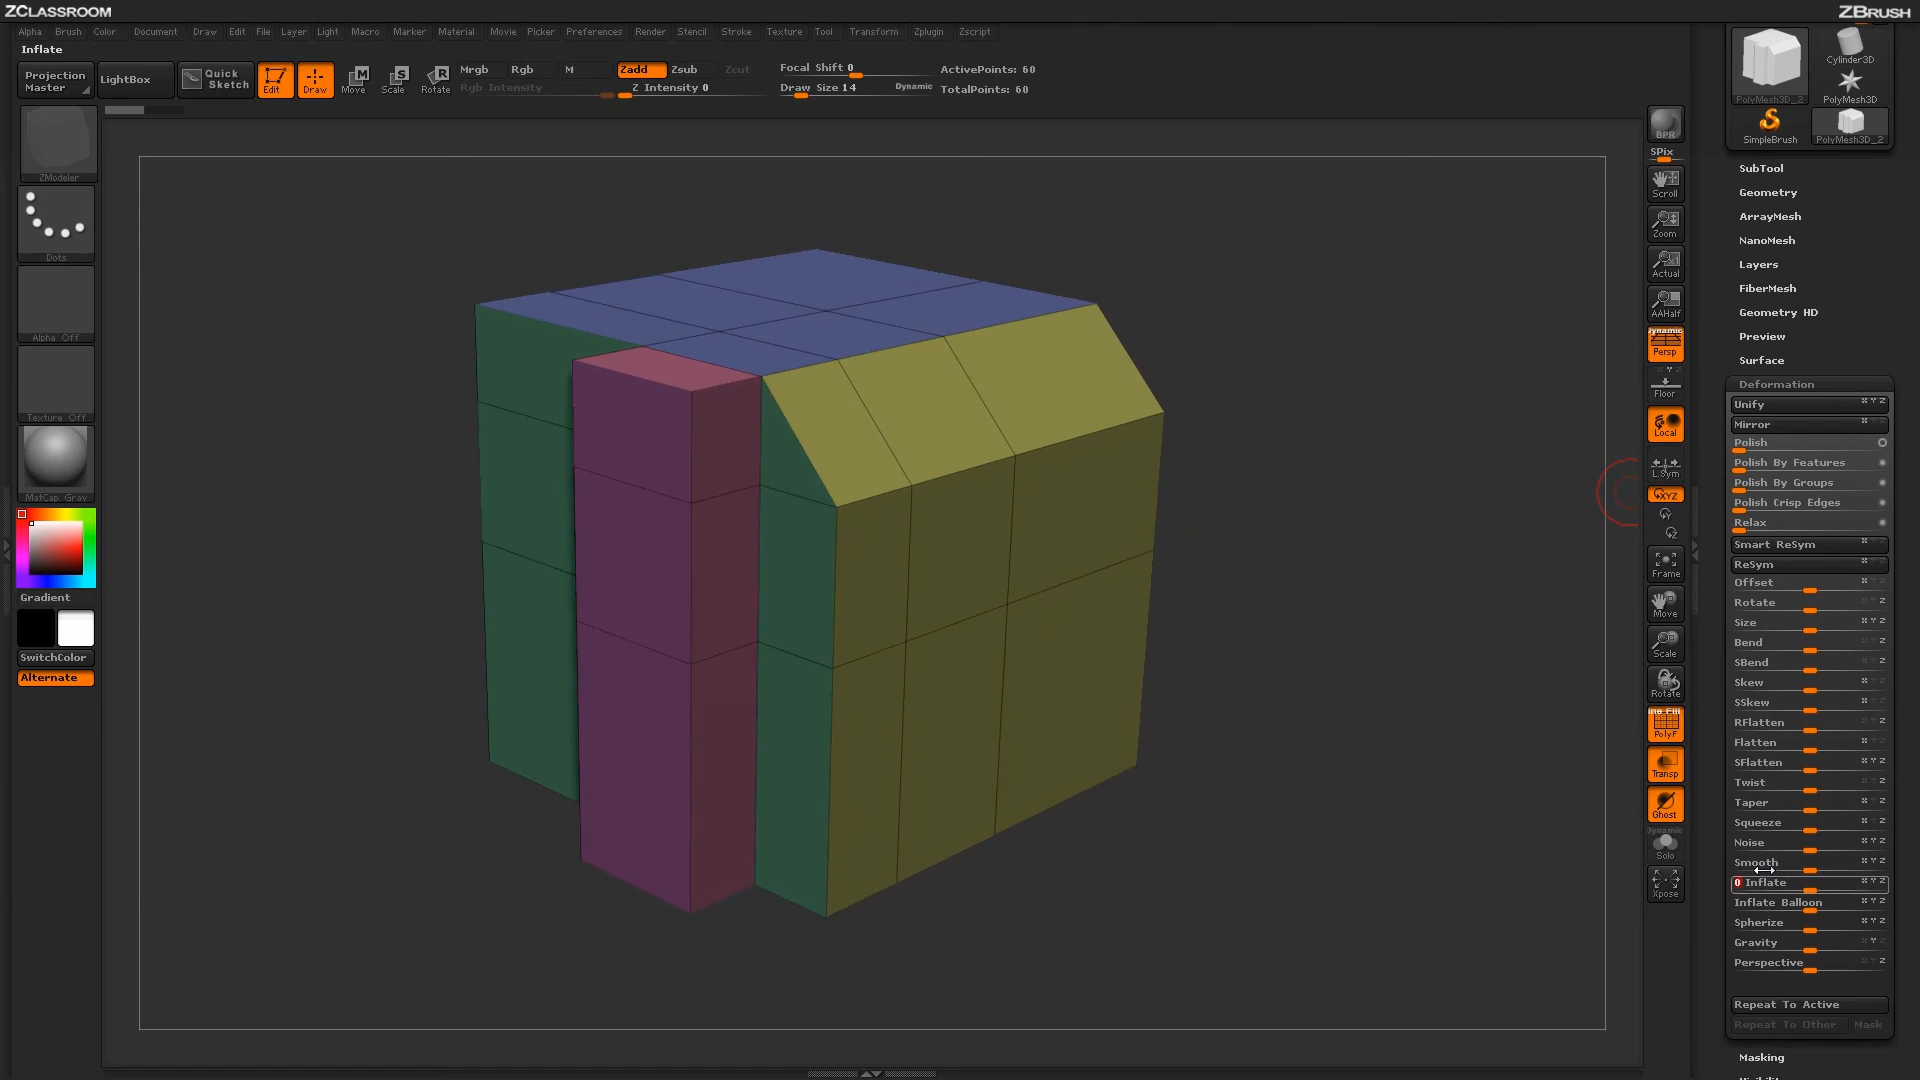 ZCLASSROOM
ZBRUSH
Alpha Brush Color Document Draw Edit File Layer Light Macro Marker Material Movie Picker Preferences Render Stencil Stroke Texture Tool Transform Zplugin Zscript
Inflate
Projection Master
LightBox
Quick Sketch
Edit
Draw
Move
Scale
Rotate
Mrgb Rgb M
Rgb Intensity
Zadd Zsub Zcut
Z Intensity 0
Focal Shift 0
Draw Size 14
Dynamic
ActivePoints: 60
TotalPoints: 60
ZModeler
Dots
Alpha Off
Texture Off
MatCap Gray
Gradient
SwitchColor
Alternate
BPR
SPix
Scroll
Zoom
Actual
AAHalf
Dynamic
Persp
Floor
Local
L.Sym
XYZ
Y
Z
Frame
Move
Scale
Rotate
PolyF
Transp
Ghost
Dynamic
Solo
Xpose
PolyMesh3D_2
Cylinder3D
PolyMesh3D
SimpleBrush
PolyMesh3D_2
SubTool
Geometry
ArrayMesh
NanoMesh
Layers
FiberMesh
Geometry HD
Preview
Surface
Deformation
Unify
Mirror
Polish
Polish By Features
Polish By Groups
Polish Crisp Edges
Relax
Smart ReSym
ReSym
Offset
Rotate
Size
Bend
SBend
Skew
SSkew
RFlatten
Flatten
SFlatten
Twist
Taper
Squeeze
Noise
Smooth
0 Inflate
Inflate Balloon
Spherize
Gravity
Perspective
Repeat To Active
Repeat To Other Mask
Masking